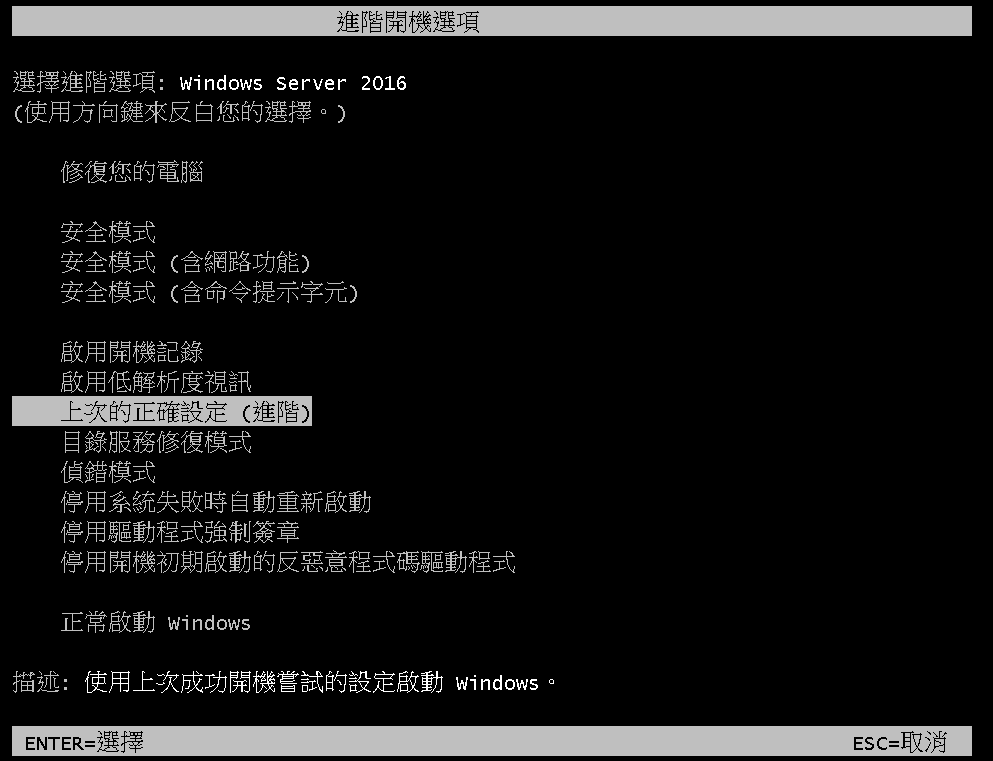 進階開機選項
選擇進階選項: Windows Server 2016
(使用方向鍵來反白您的選擇。)
修復您的電腦
安全模式
安全模式 (含網路功能)
安全模式 (含命令提示字元)
啟用開機記錄
啟用低解析度視訊
上次的正確設定 (進階)
目錄服務修復模式
偵錯模式
停用系統失敗時自動重新啟動
停用驅動程式強制簽章
停用開機初期啟動的反惡意程式碼驅動程式
正常啟動 Windows
描述: 使用上次成功開機嘗試的設定啟動 Windows。
ENTER=選擇 ESC=取消